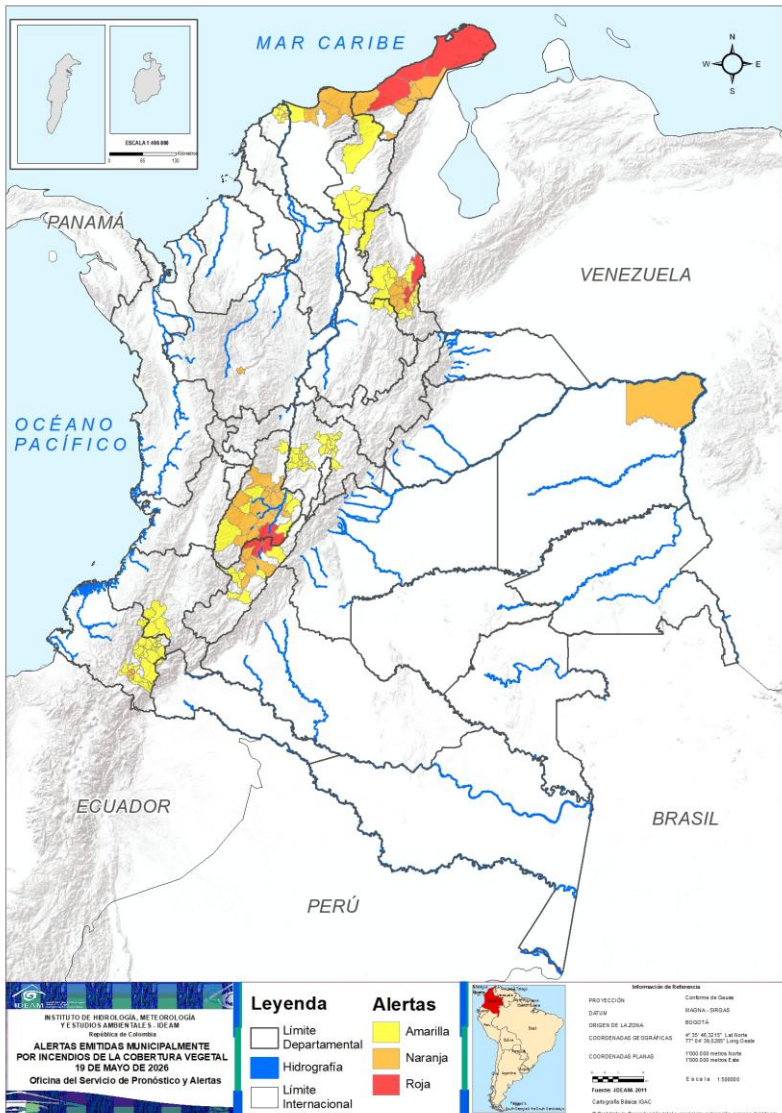 MAR CARIBE
N
W
E
S
ESCALA 1:400 000
PANAMÁ
VENEZUELA
OCÉANO
PACÍFICO
ECUADOR
BRASIL
PERÚ
IDEAM
INSTITUTO DE HIDROLOGÍA, METEOROLOGÍA
Y ESTUDIOS AMBIENTALES - IDEAM
República de Colombia
ALERTAS EMITIDAS MUNICIPALMENTE
POR INCENDIOS DE LA COBERTURA VEGETAL
19 DE MAYO DE 2026
Oficina del Servicio de Pronóstico y Alertas
Leyenda
Límite
Departamental
Hidrografía
Límite
Internacional
Alertas
Amarilla
Naranja
Roja
Información de Referencia
PROYECCIÓN Conforme de Gauss
DATUM MAGNA - SIRGAS
ORIGEN DE LA ZONA BOGOTÁ
COORDENADAS GEOGRÁFICAS
COORDENADAS PLANAS 1'000.000 metros Norte
1'000.000 metros Este
Fuente: IDEAM 2011
Cartografía Básica IGAC